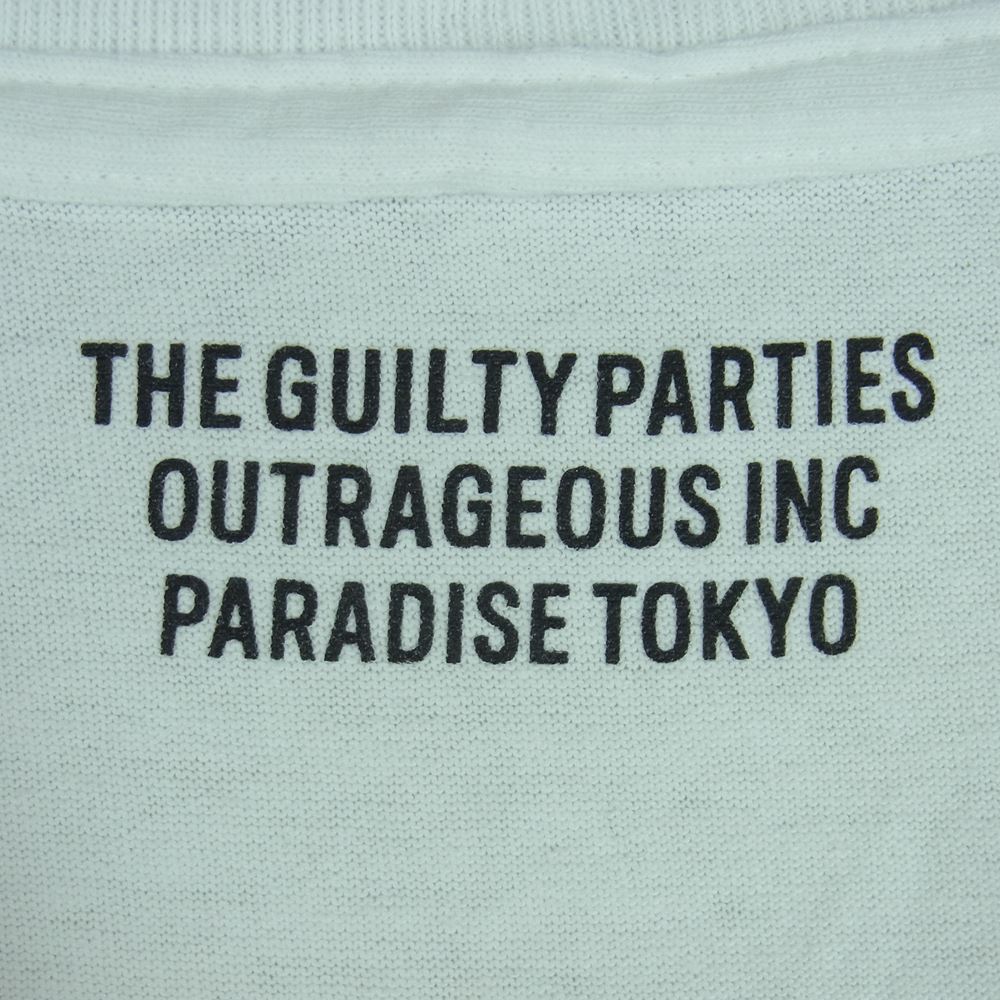 THE GUILTY PARTIES
OUTRAGEOUS INC
PARADISE TOKYO